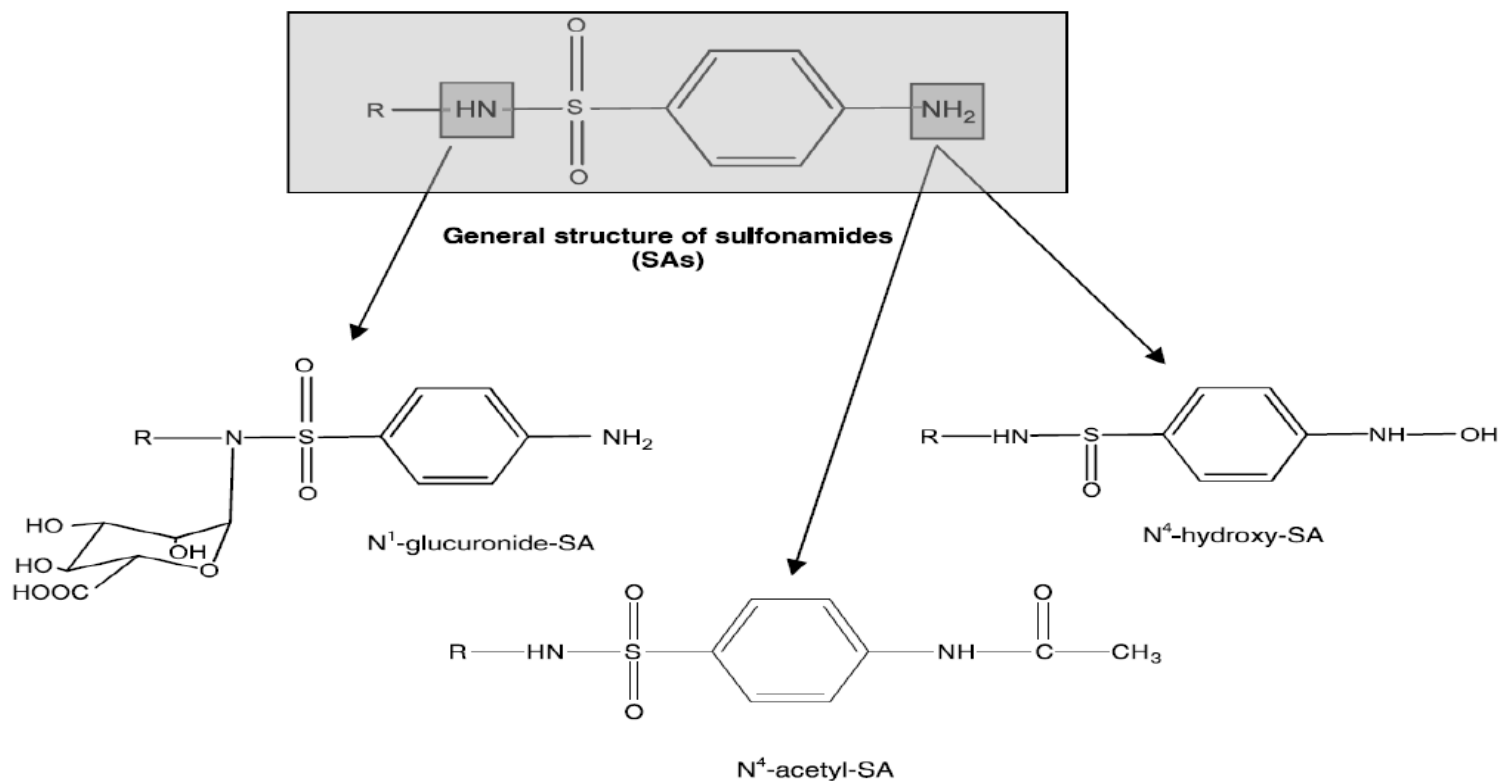 O
R HN S NH₂
O
General structure of sulfonamides
(SAs)
O
R N S NH₂
O
HO
HO OH O
HOOC
N¹-glucuronide-SA
R HN S NH OH
O
N⁴-hydroxy-SA
O O
R HN S NH C CH₃
O
N⁴-acetyl-SA